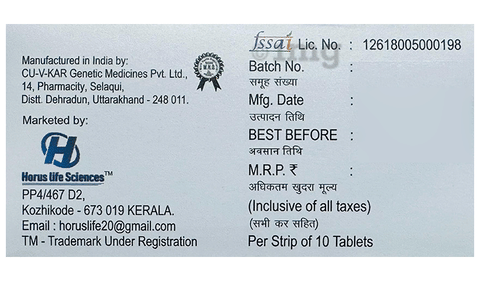 Manufactured in India by:
CU-V-KAR Genetic Medicines Pvt. Ltd.,
14, Pharmacity, Selaqui,
Distt. Dehradun, Uttarakhand - 248 011.
Marketed by:
H
Horus life Sciences™
PP4/467 D2,
Kozhikode - 673 019 KERALA.
Email : horuslife20@gmail.com
TM - Trademark Under Registration
fssai Lic. No. : 12618005000198
Batch No. :
समूह संख्या
Mfg. Date :
उत्पादन तिथि
BEST BEFORE :
अवसान तिथि
M.R.P. ₹ :
अधिकतम खुदरा मूल्य
(Inclusive of all taxes)
(सभी कर सहित)
Per Strip of 10 Tablets